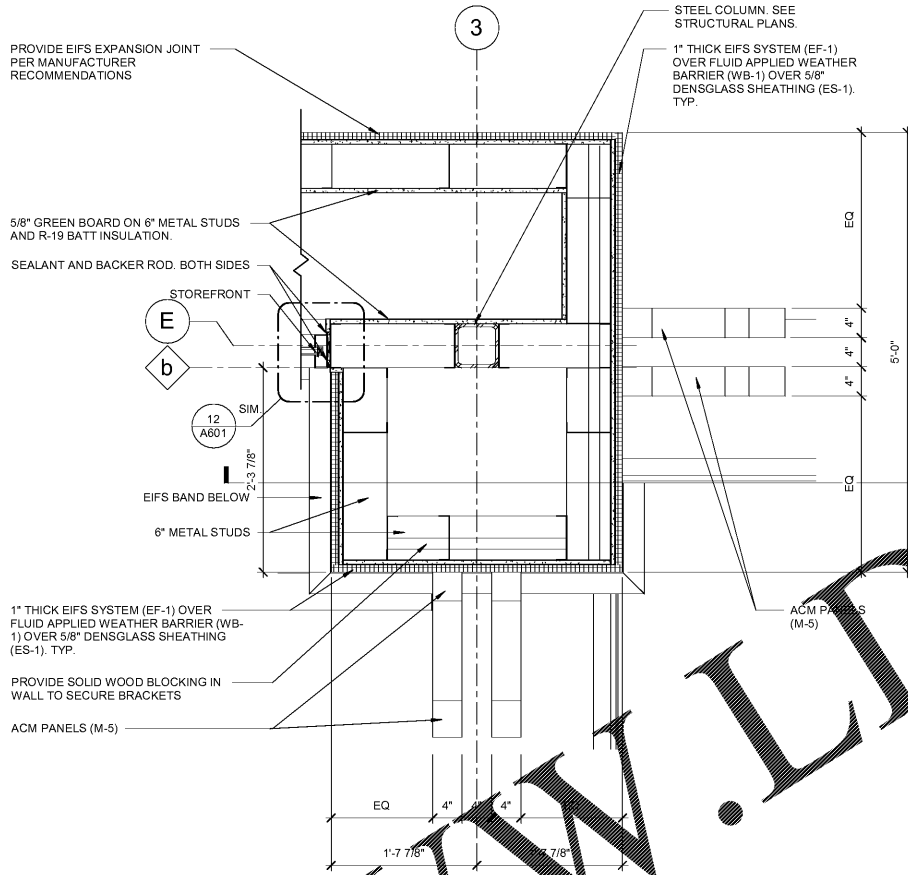 3
STEEL COLUMN. SEE
STRUCTURAL PLANS.
PROVIDE EIFS EXPANSION JOINT
PER MANUFACTURER
RECOMMENDATIONS
1" THICK EIFS SYSTEM (EF-1)
OVER FLUID APPLIED WEATHER
BARRIER (WB-1) OVER 5/8"
DENSGLASS SHEATHING (ES-1).
TYP.
EQ
5/8" GREEN BOARD ON 6" METAL STUDS
AND R-19 BATT INSULATION.
SEALANT AND BACKER ROD. BOTH SIDES
STOREFRONT
E
b
4"
4"
4"
5'-0"
SIM.
12
A601
2'-3 7/8"
EQ
EIFS BAND BELOW
6" METAL STUDS
1" THICK EIFS SYSTEM (EF-1) OVER
FLUID APPLIED WEATHER BARRIER (WB-
1) OVER 5/8" DENSGLASS SHEATHING
(ES-1). TYP.
ACM PANELS
(M-5)
PROVIDE SOLID WOOD BLOCKING IN
WALL TO SECURE BRACKETS
ACM PANELS (M-5)
EQ
4"
4"
4"
1'-7 7/8"
1'-7 7/8"